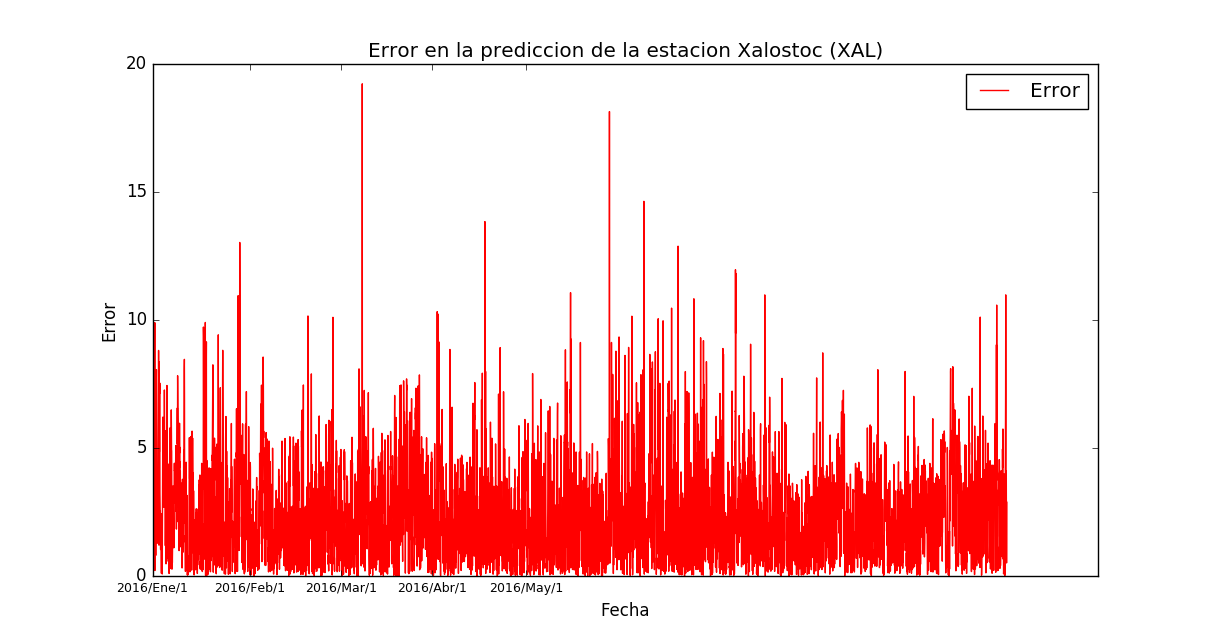 Error en la prediccion de la estacion Xalostoc (XAL)
20
15
10
5
0
Error
Error
2016/Ene/1 2016/Feb/1 2016/Mar/1 2016/Abr/1 2016/May/1
Fecha